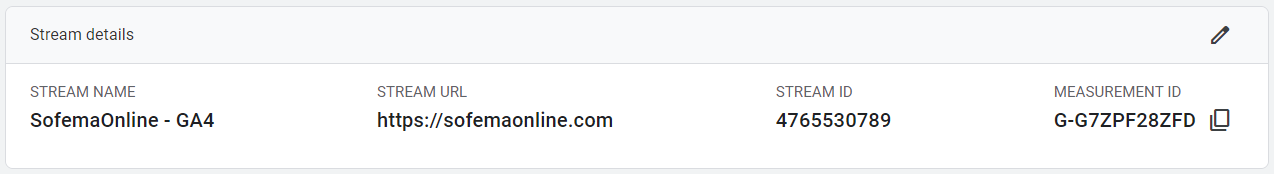 Stream details
STREAM NAME
SofemaOnline - GA4
STREAM URL
https://sofemaonline.com
STREAM ID
4765530789
MEASUREMENT ID
G-G7ZPF28ZFD